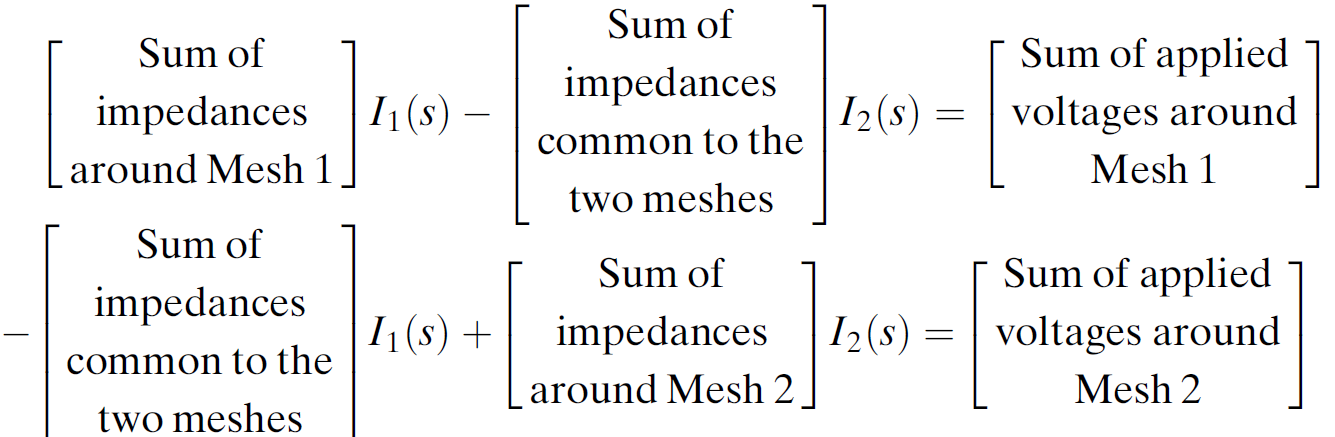 [Sum of impedances around Mesh 1] I₁(s) − [Sum of impedances common to the two meshes] I₂(s) = [Sum of applied voltages around Mesh 1]
−[Sum of impedances common to the two meshes] I₁(s) + [Sum of impedances around Mesh 2] I₂(s) = [Sum of applied voltages around Mesh 2]